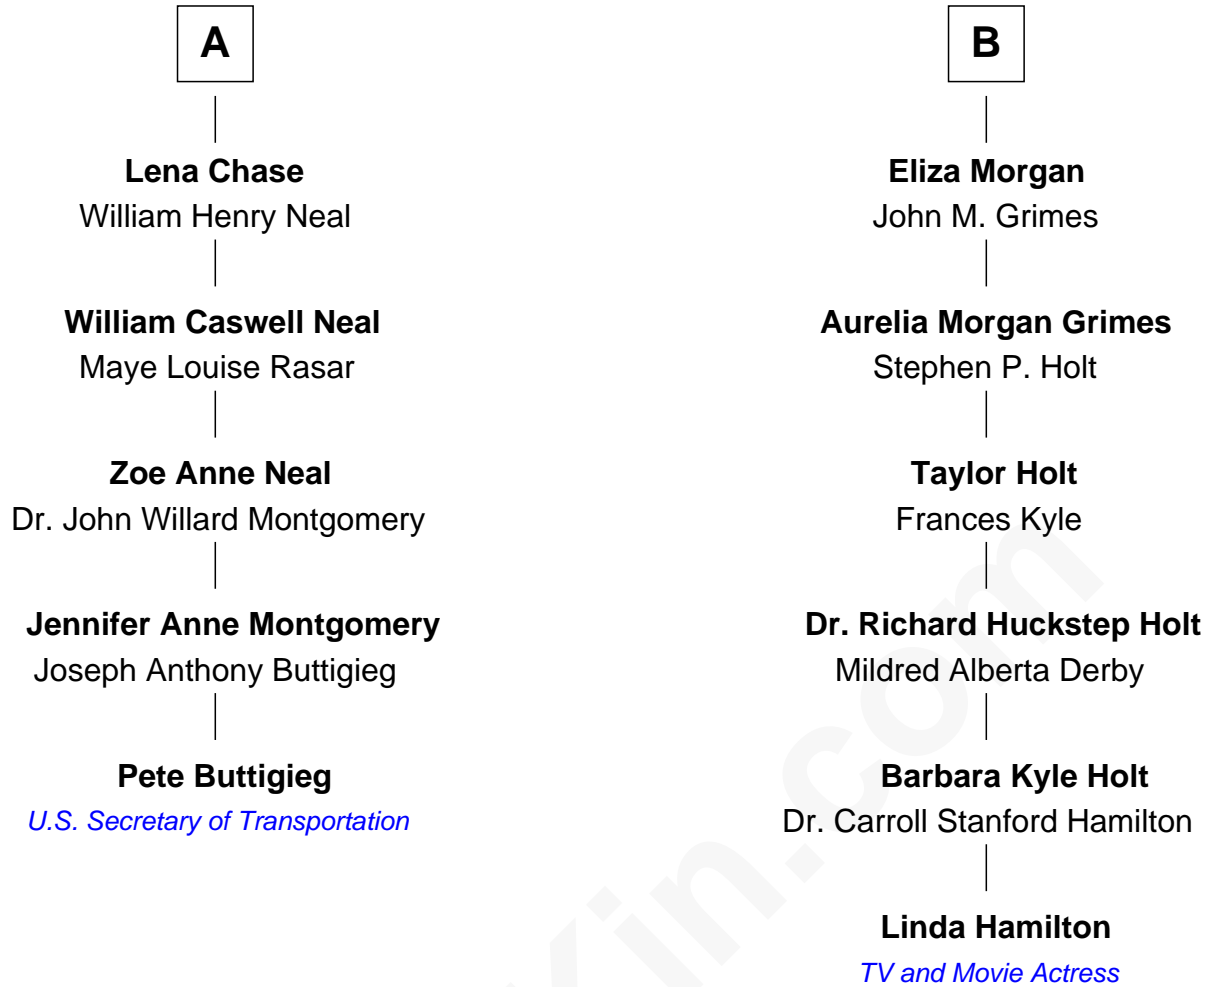 A
Lena Chase
William Henry Neal
William Caswell Neal
Maye Louise Rasar
Zoe Anne Neal
Dr. John Willard Montgomery
Jennifer Anne Montgomery
Joseph Anthony Buttigieg
Pete Buttigieg
U.S. Secretary of Transportation
B
Eliza Morgan
John M. Grimes
Aurelia Morgan Grimes
Stephen P. Holt
Taylor Holt
Frances Kyle
Dr. Richard Huckstep Holt
Mildred Alberta Derby
Barbara Kyle Holt
Dr. Carroll Stanford Hamilton
Linda Hamilton
TV and Movie Actress
Kin.com